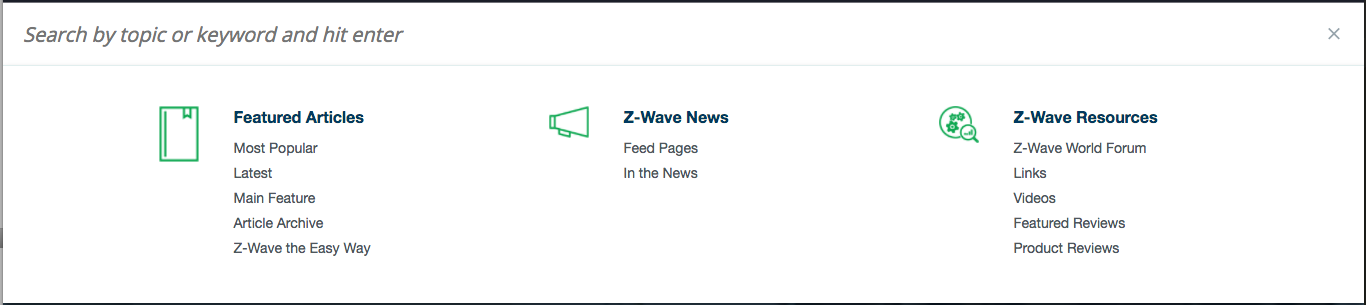 Search by topic or keyword and hit enter
Featured Articles
Most Popular
Latest
Main Feature
Article Archive
Z-Wave the Easy Way
Z-Wave News
Feed Pages
In the News
Z-Wave Resources
Z-Wave World Forum
Links
Videos
Featured Reviews
Product Reviews